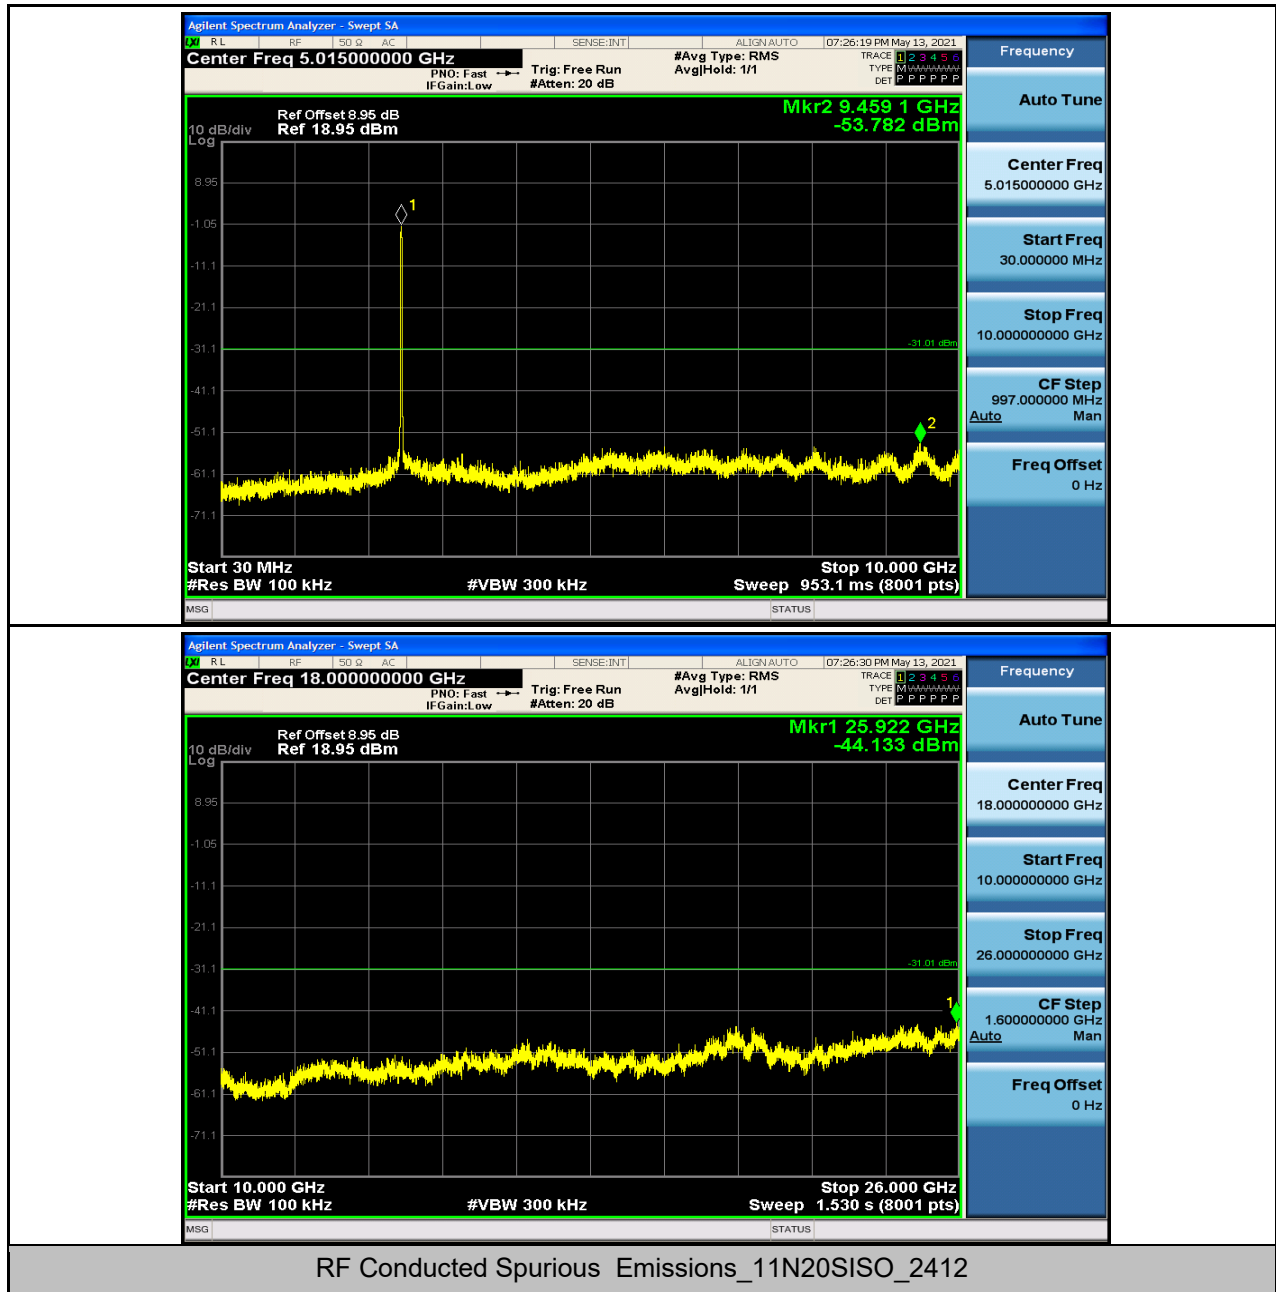 Agilent Spectrum Analyzer - Swept SA
LXI RL RF 50 Ω AC SENSE:INT ALIGN AUTO 07:26:19 PM May 13, 2021
Center Freq 5.015000000 GHz
PNO: Fast
IFGain:Low
Trig: Free Run
#Atten: 20 dB
#Avg Type: RMS
Avg|Hold: 1/1
TRACE 1 2 3 4 5 6
TYPE M WWWWW
DET P P P P P P
Mkr2 9.459 1 GHz
-53.782 dBm
Ref Offset 8.95 dB
10 dB/div Ref 18.95 dBm
Log
8.95
-1.05
-11.1
-21.1
-31.1
-41.1
-51.1
-61.1
-71.1
1
-31.01 dBm
2
Start 30 MHz Stop 10.000 GHz
#Res BW 100 kHz #VBW 300 kHz Sweep 953.1 ms (8001 pts)
MSG STATUS
Frequency
Auto Tune
Center Freq
5.015000000 GHz
Start Freq
30.000000 MHz
Stop Freq
10.000000000 GHz
CF Step
997.000000 MHz
Auto Man
Freq Offset
0 Hz
Agilent Spectrum Analyzer - Swept SA
LXI RL RF 50 Ω AC SENSE:INT ALIGN AUTO 07:26:30 PM May 13, 2021
Center Freq 18.000000000 GHz
PNO: Fast
IFGain:Low
Trig: Free Run
#Atten: 20 dB
#Avg Type: RMS
Avg|Hold: 1/1
TRACE 1 2 3 4 5 6
TYPE M WWWWW
DET P P P P P P
Mkr1 25.922 GHz
-44.133 dBm
Ref Offset 8.95 dB
10 dB/div Ref 18.95 dBm
Log
8.95
-1.05
-11.1
-21.1
-31.1
-41.1
-51.1
-61.1
-71.1
-31.01 dBm
1
Start 10.000 GHz Stop 26.000 GHz
#Res BW 100 kHz #VBW 300 kHz Sweep 1.530 s (8001 pts)
MSG STATUS
Frequency
Auto Tune
Center Freq
18.000000000 GHz
Start Freq
10.000000000 GHz
Stop Freq
26.000000000 GHz
CF Step
1.600000000 GHz
Auto Man
Freq Offset
0 Hz
RF Conducted Spurious Emissions_11N20SISO_2412